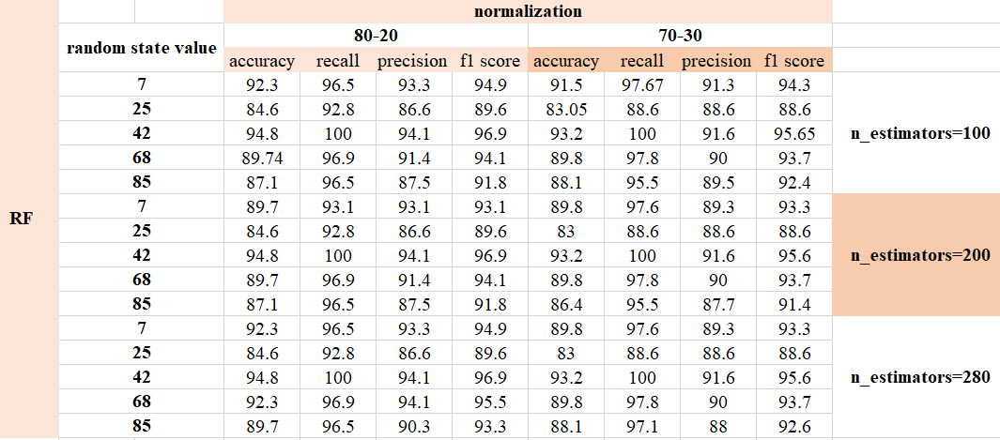 normalization
random state value 80-20 70-30
accuracy recall precision f1 score accuracy recall precision f1 score
7 92.3 96.5 93.3 94.9 91.5 97.67 91.3 94.3
25 84.6 92.8 86.6 89.6 83.05 88.6 88.6 88.6
42 94.8 100 94.1 96.9 93.2 100 91.6 95.65 n_estimators=100
68 89.74 96.9 91.4 94.1 89.8 97.8 90 93.7
85 87.1 96.5 87.5 91.8 88.1 95.5 89.5 92.4
RF 7 89.7 93.1 93.1 93.1 89.8 97.6 89.3 93.3
25 84.6 92.8 86.6 89.6 83 88.6 88.6 88.6
42 94.8 100 94.1 96.9 93.2 100 91.6 95.6 n_estimators=200
68 89.7 96.9 91.4 94.1 89.8 97.8 90 93.7
85 87.1 96.5 87.5 91.8 86.4 95.5 87.7 91.4
7 92.3 96.5 93.3 94.9 89.8 97.6 89.3 93.3
25 84.6 92.8 86.6 89.6 83 88.6 88.6 88.6
42 94.8 100 94.1 96.9 93.2 100 91.6 95.6 n_estimators=280
68 92.3 96.9 94.1 95.5 89.8 97.8 90 93.7
85 89.7 96.5 90.3 93.3 88.1 97.1 88 92.6